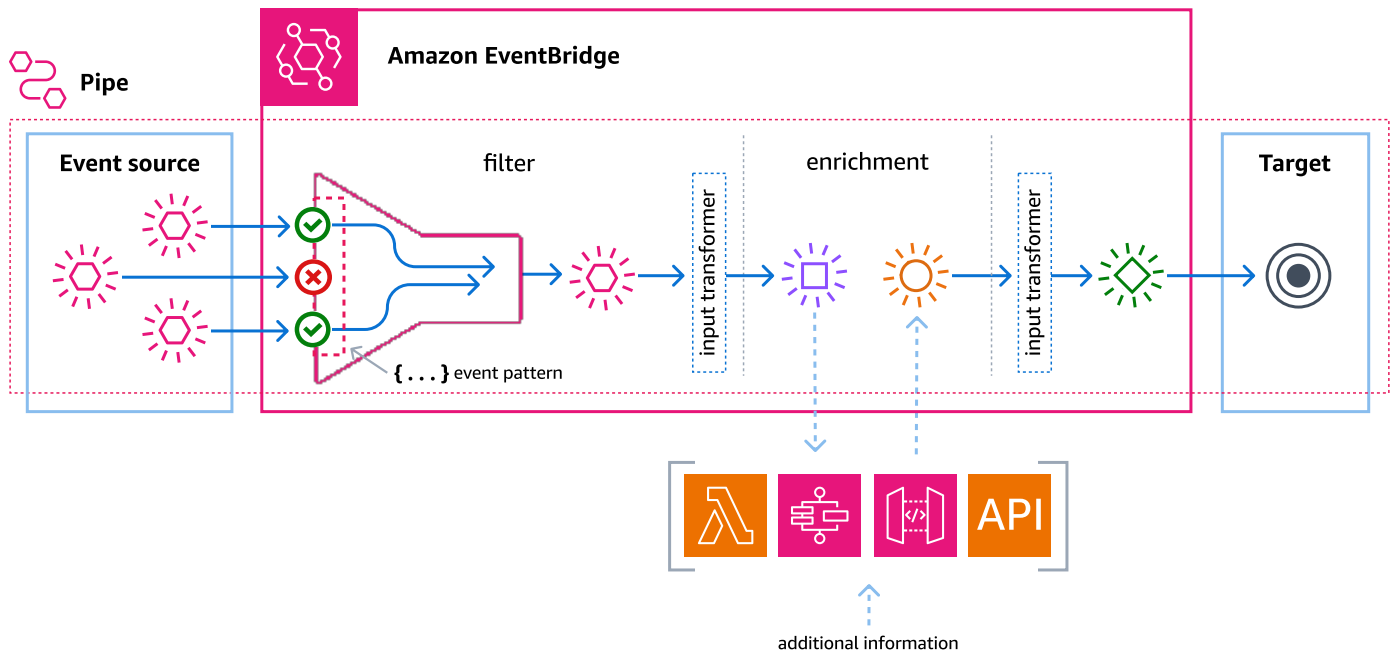 Amazon EventBridge
Pipe
Event source
filter
enrichment
Target
input transformer
input transformer
{...} event pattern
</>
API
additional information